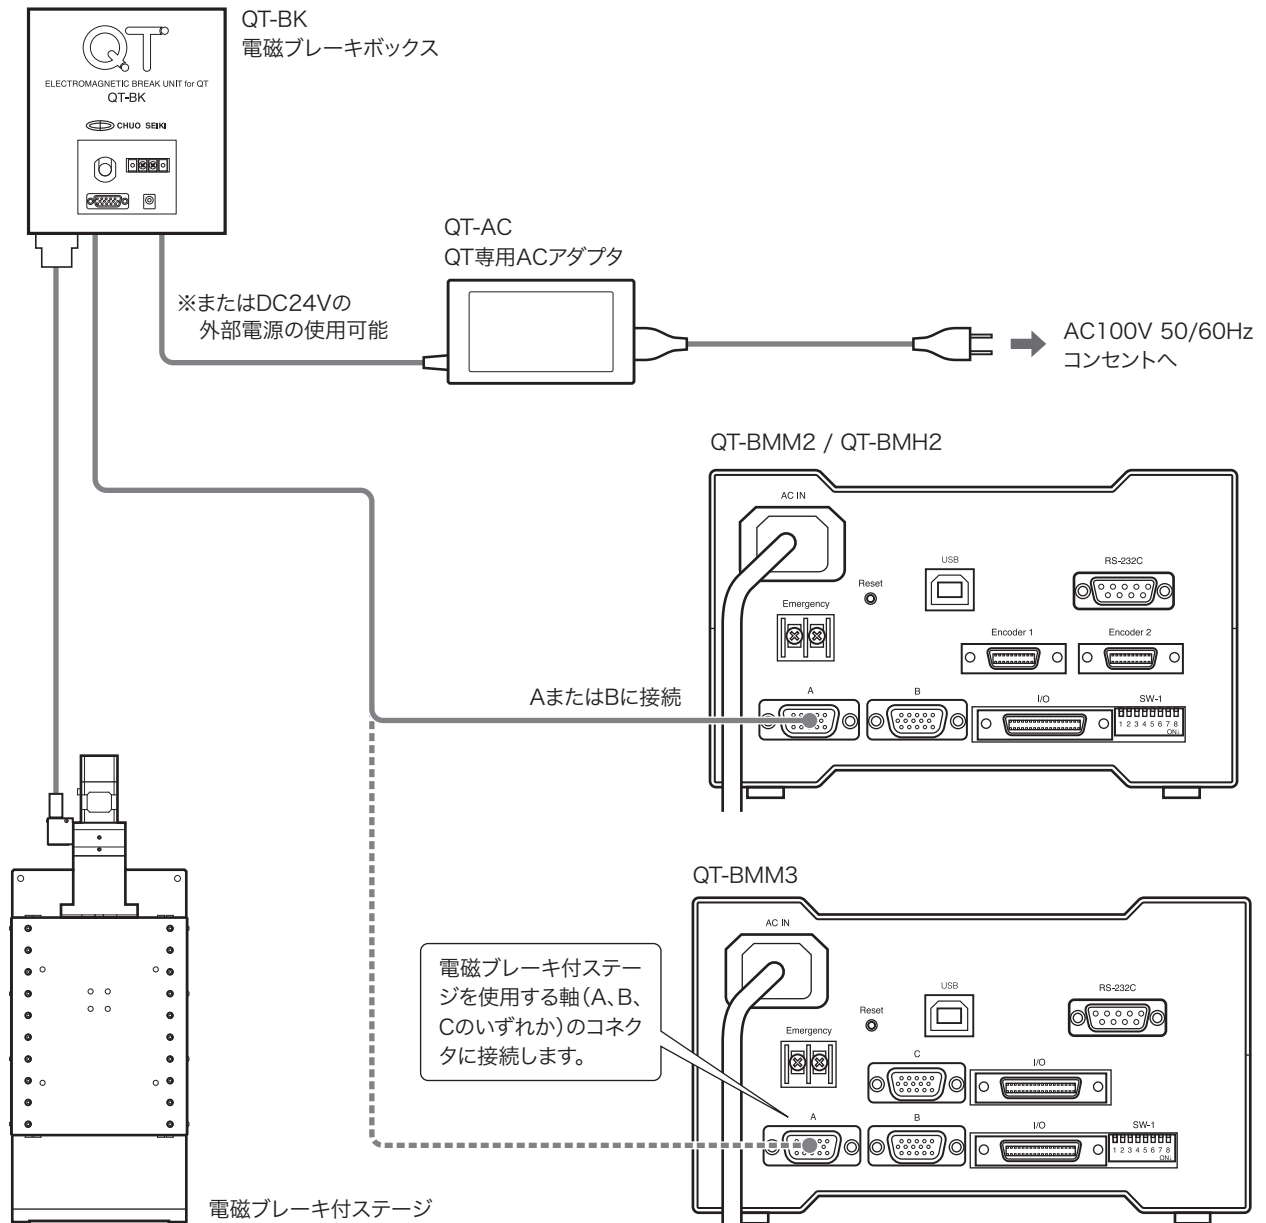 QT-BK
電磁ブレーキボックス
QT
ELECTROMAGNETIC BREAK UNIT for QT
QT-BK
CHUO SEIKI
QT-AC
QT専用ACアダプタ
※またはDC24Vの
外部電源の使用可能
AC100V 50/60Hz
コンセントへ
QT-BMM2 / QT-BMH2
AC IN
USB
RS-232C
Reset
Emergency
Encoder 1
Encoder 2
AまたはBに接続
A
B
I/O
SW-1
1 2 3 4 5 6 7 8
ON↓
QT-BMM3
AC IN
電磁ブレーキ付ステー
ジを使用する軸(A、B、
Cのいずれか)のコネク
タに接続します。
USB
RS-232C
Reset
Emergency
C
I/O
A
B
I/O
SW-1
1 2 3 4 5 6 7 8
ON↓
電磁ブレーキ付ステージ